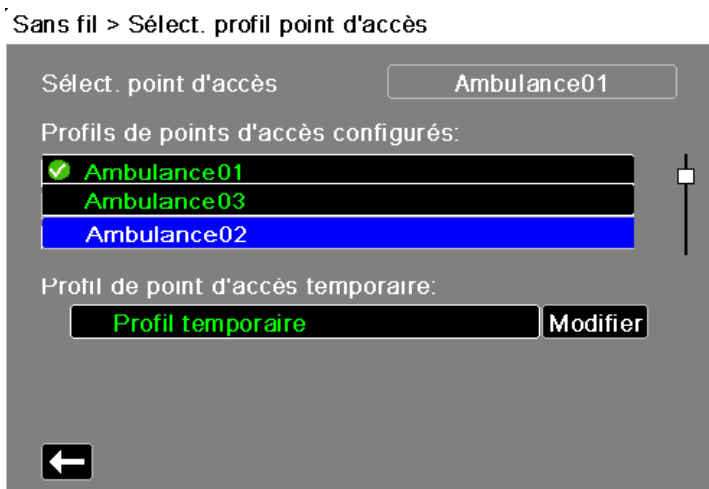 Sans fil > Sélect. profil point d'accès
Sélect. point d'accès Ambulance01
Profils de points d'accès configurés:
Ambulance01
Ambulance03
Ambulance02
Profil de point d'accès temporaire:
Profil temporaire Modifier